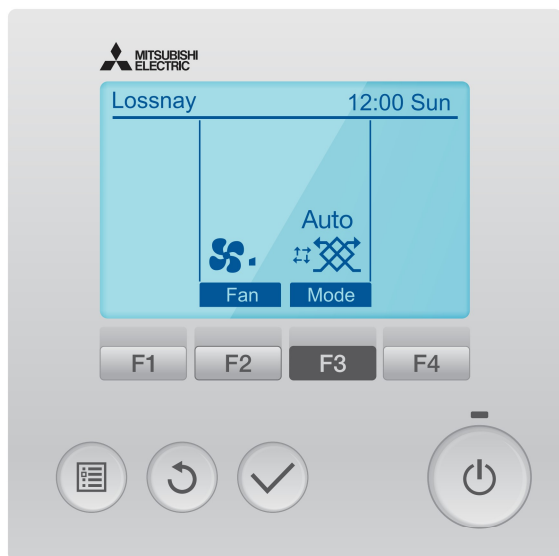 MITSUBISHI
ELECTRIC
Lossnay 12:00 Sun
Auto
Fan Mode
F1 F2 F3 F4